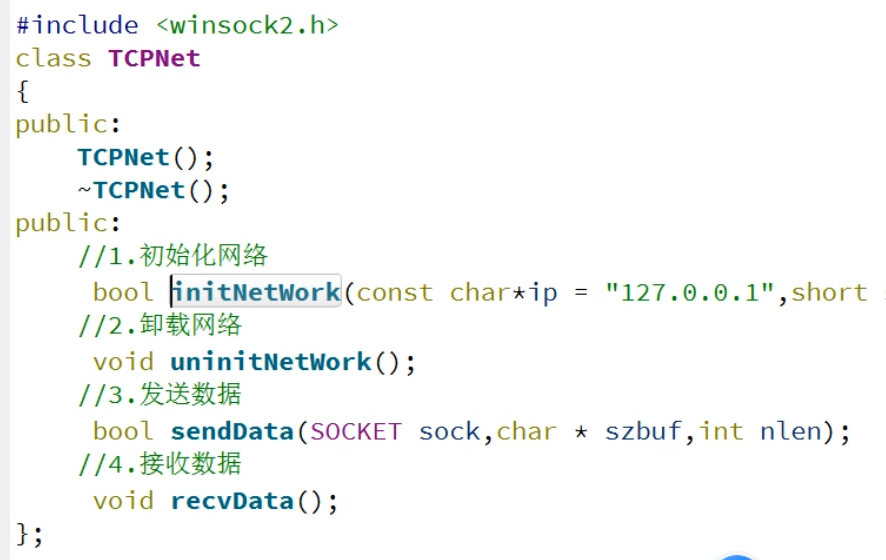 #include <winsock2.h>
class TCPNet
{
public:
    TCPNet();
    ~TCPNet();
public:
    //1.初始化网络
     bool initNetWork(const char*ip = "127.0.0.1",short
    //2.卸载网络
     void uninitNetWork();
    //3.发送数据
     bool sendData(SOCKET sock,char * szbuf,int nlen);
    //4.接收数据
     void recvData();
};